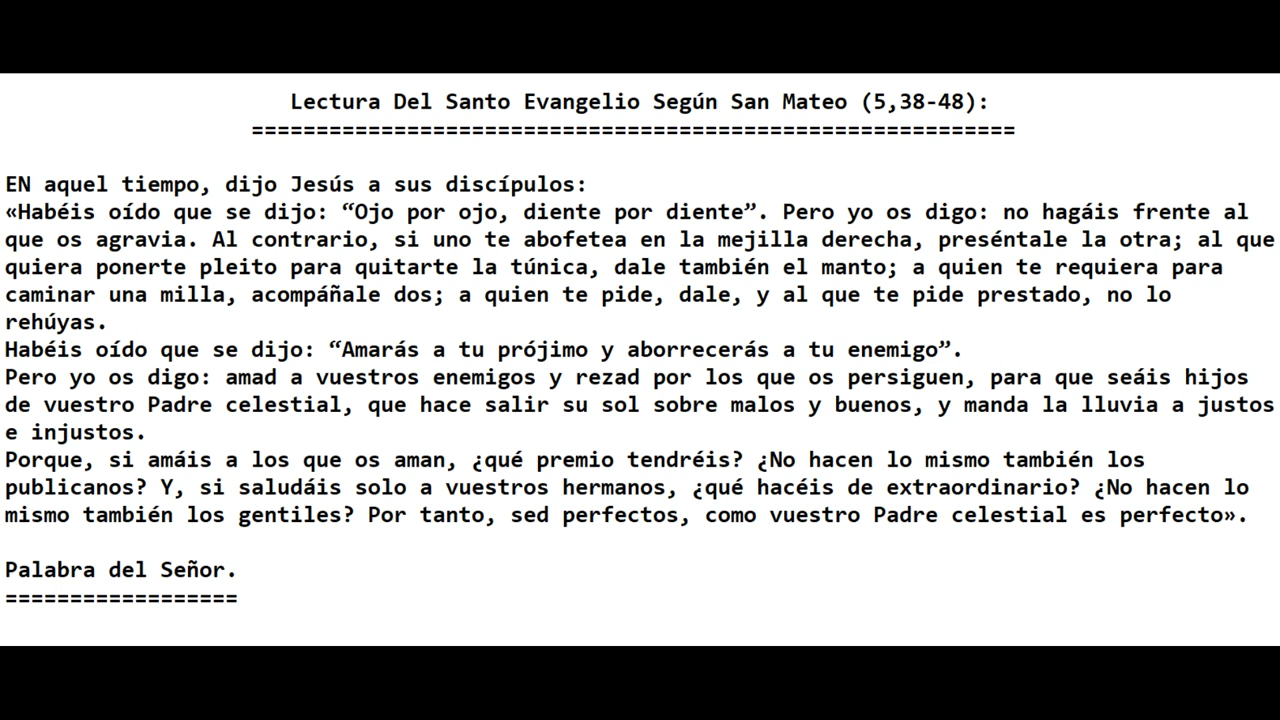 Lectura Del Santo Evangelio Según San Mateo (5,38-48):
===========================================================
EN aquel tiempo, dijo Jesús a sus discípulos:
«Habéis oído que se dijo: “Ojo por ojo, diente por diente”. Pero yo os digo: no hagáis frente al
que os agravia. Al contrario, si uno te abofetea en la mejilla derecha, preséntale la otra; al que
quiera ponerte pleito para quitarte la túnica, dale también el manto; a quien te requiera para
caminar una milla, acompáñale dos; a quien te pide, dale, y al que te pide prestado, no lo
rehúyas.
Habéis oído que se dijo: “Amarás a tu prójimo y aborrecerás a tu enemigo”.
Pero yo os digo: amad a vuestros enemigos y rezad por los que os persiguen, para que seáis hijos
de vuestro Padre celestial, que hace salir su sol sobre malos y buenos, y manda la lluvia a justos
e injustos.
Porque, si amáis a los que os aman, ¿qué premio tendréis? ¿No hacen lo mismo también los
publicanos? Y, si saludáis solo a vuestros hermanos, ¿qué hacéis de extraordinario? ¿No hacen lo
mismo también los gentiles? Por tanto, sed perfectos, como vuestro Padre celestial es perfecto».
Palabra del Señor.
==================